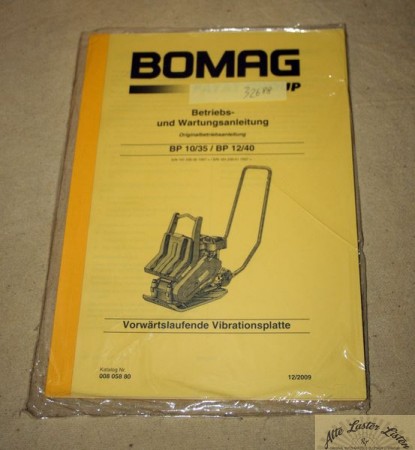 BOMAG
Betriebs-
und Wartungsanleitung
Originalbetriebsanleitung
BP 10/35 / BP 12/40
Vorwärtslaufende Vibrationsplatte
Katalog Nr.
008 058 80
12/2009
Alte Laster Listen